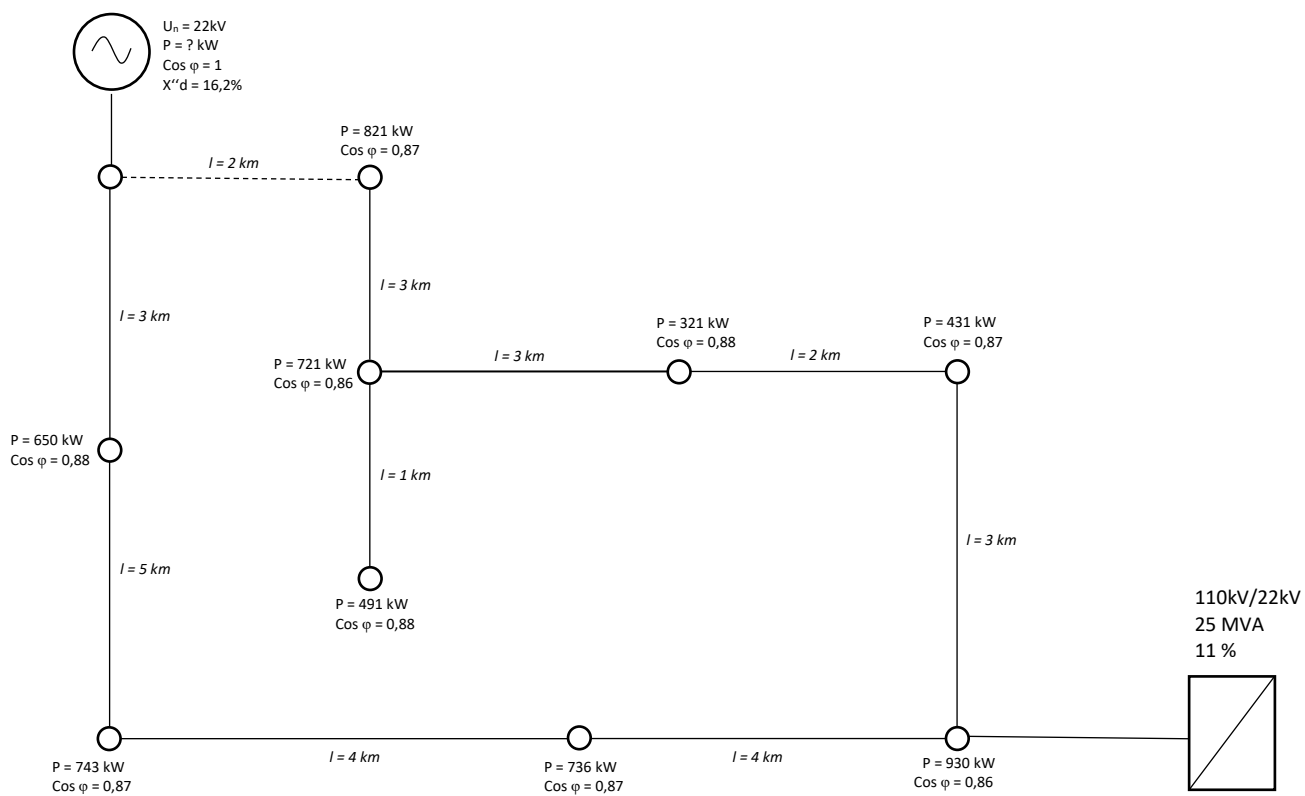 Uₙ = 22kV
P = ? kW
Cos φ = 1
X‘‘d = 16,2%
P = 821 kW
Cos φ = 0,87
l = 2 km
l = 3 km
l = 3 km
P = 321 kW
Cos φ = 0,88
P = 431 kW
Cos φ = 0,87
l = 3 km
l = 2 km
P = 721 kW
Cos φ = 0,86
P = 650 kW
Cos φ = 0,88
l = 1 km
l = 3 km
l = 5 km
P = 491 kW
Cos φ = 0,88
110kV/22kV
25 MVA
11 %
l = 4 km
l = 4 km
P = 743 kW
Cos φ = 0,87
P = 736 kW
Cos φ = 0,87
P = 930 kW
Cos φ = 0,86